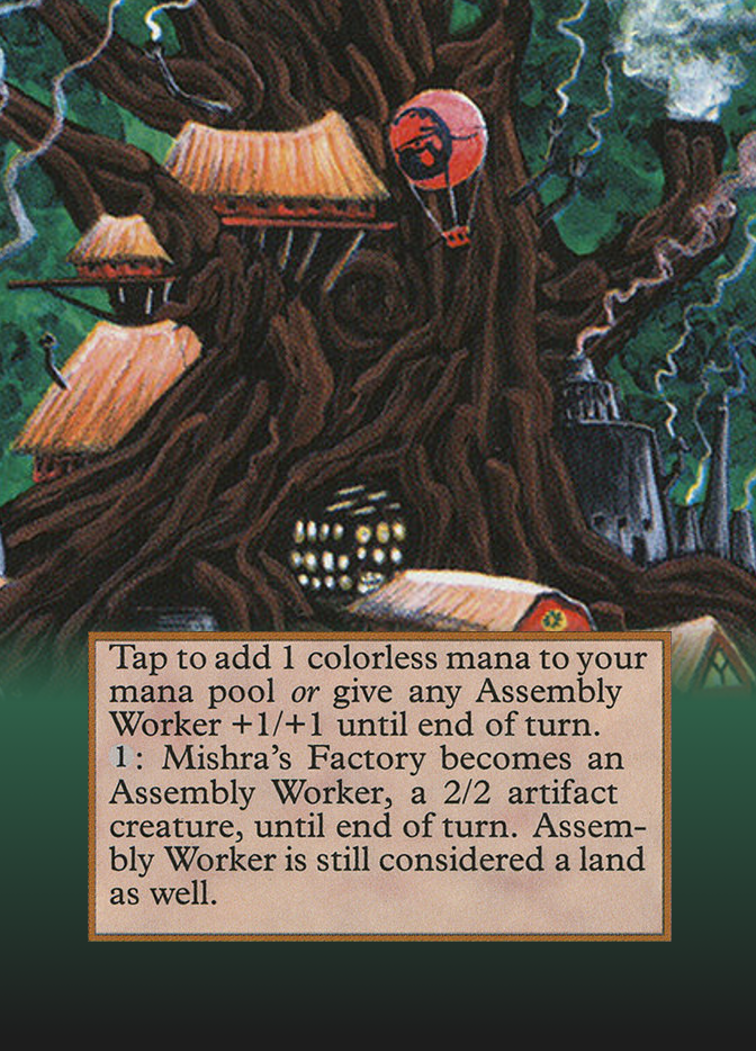 Tap to add 1 colorless mana to your
mana pool or give any Assembly
Worker +1/+1 until end of turn.
1: Mishra's Factory becomes an
Assembly Worker, a 2/2 artifact
creature, until end of turn. Assem-
bly Worker is still considered a land
as well.